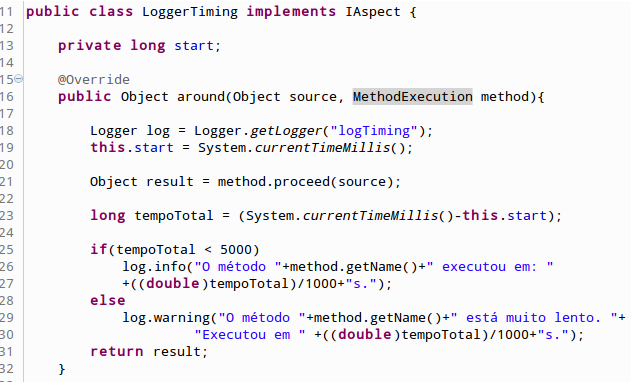 11 public class LoggerTiming implements IAspect {
12
13     private long start;
14
15     @Override
16     public Object around(Object source, MethodExecution method){
17
18         Logger log = Logger.getLogger("logTiming");
19         this.start = System.currentTimeMillis();
20
21         Object result = method.proceed(source);
22
23         long tempoTotal = (System.currentTimeMillis()-this.start);
24
25         if(tempoTotal < 5000)
26             log.info("O método "+method.getName()+" executou em: "
27             +((double)tempoTotal)/1000+"s.");
28         else
29             log.warning("O método "+method.getName()+" está muito lento. "+
30                     "Executou em " +((double)tempoTotal)/1000+"s.");
31         return result;
32     }